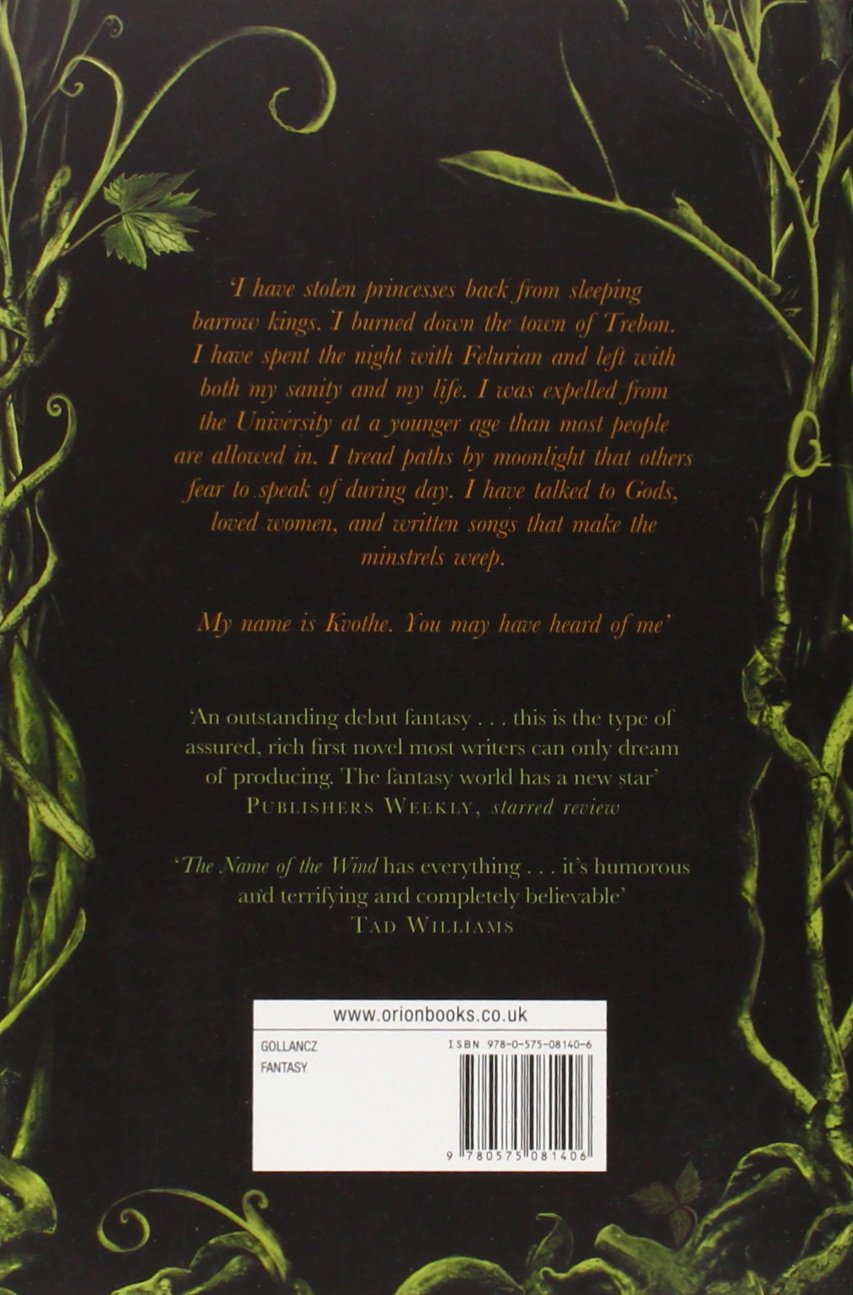 ‘I have stolen princesses back from sleeping
barrow kings. I burned down the town of Trebon.
I have spent the night with Felurian and left with
both my sanity and my life. I was expelled from
the University at a younger age than most people
are allowed in. I tread paths by moonlight that others
fear to speak of during day. I have talked to Gods,
loved women, and written songs that make the
minstrels weep.
My name is Kvothe. You may have heard of me’
‘An outstanding debut fantasy . . . this is the type of
assured, rich first novel most writers can only dream
of producing. The fantasy world has a new star’
PUBLISHERS WEEKLY, starred review
‘The Name of the Wind has everything . . . it’s humorous
and terrifying and completely believable’
TAD WILLIAMS
www.orionbooks.co.uk
GOLLANCZ
FANTASY
ISBN 978-0-575-08140-6
9 780575 081406